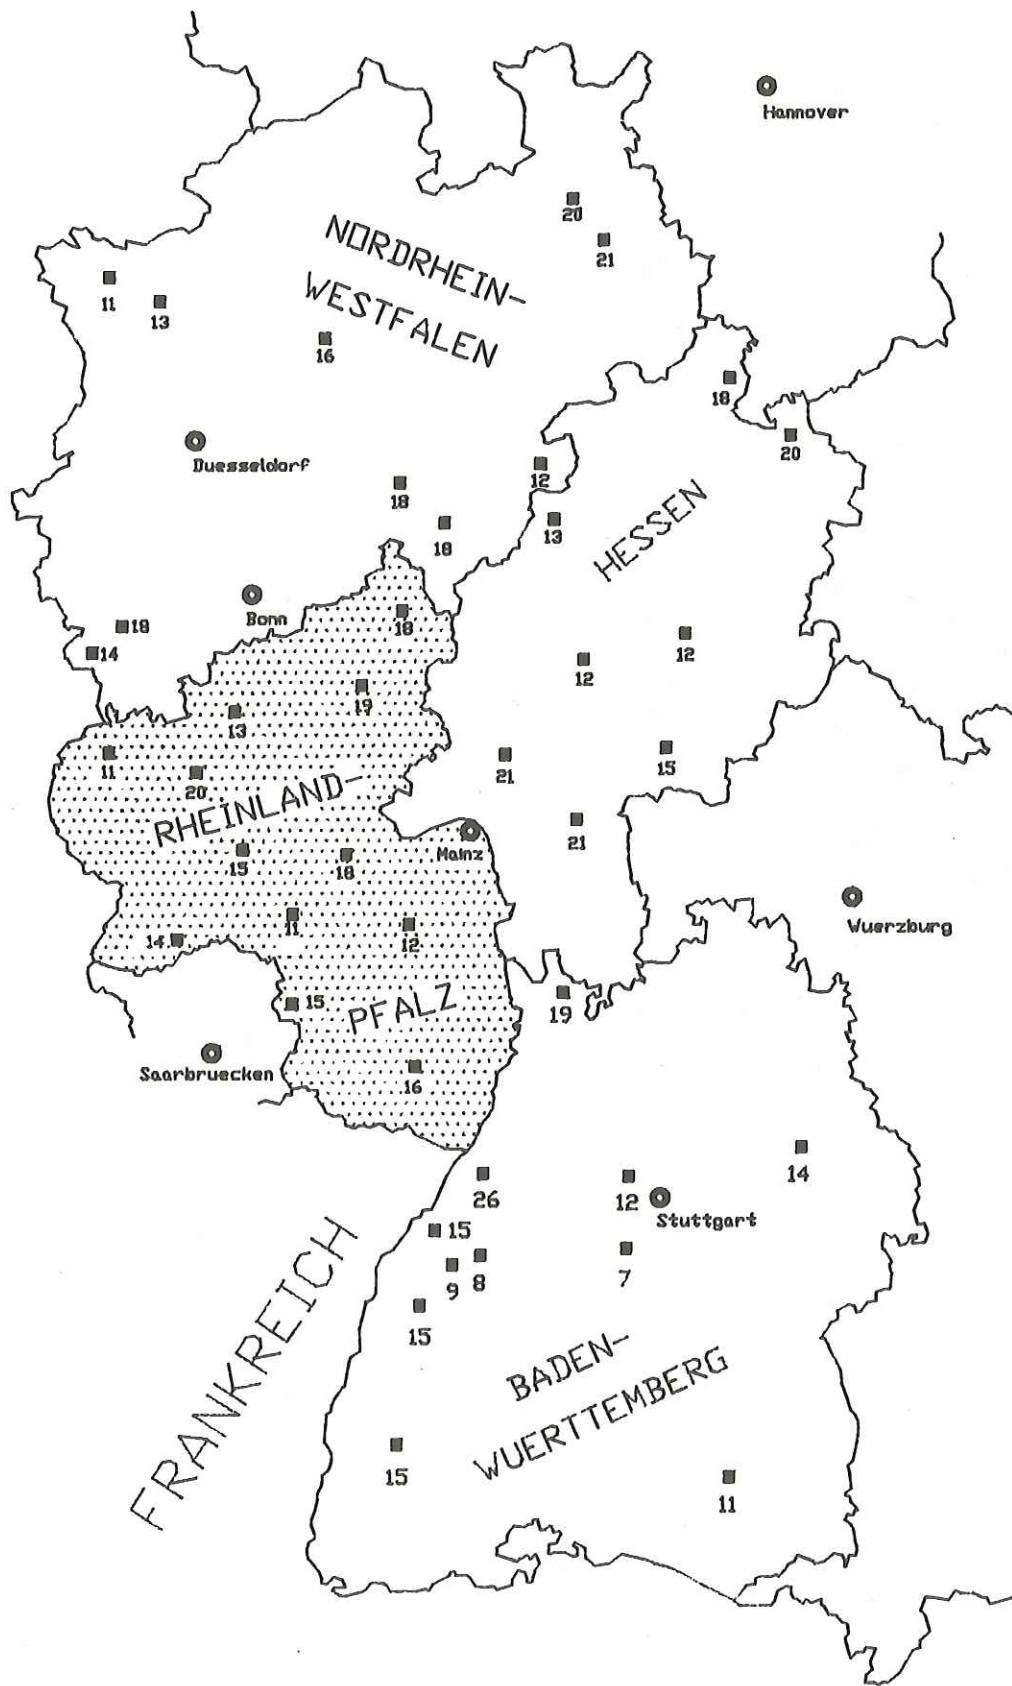 Hannover
20
NORDRHEIN-
21
11
WESTFALEN
13
16
18
20
Duesseldorf
12
18
HESSEN
13
18
Bonn
18
18
12
14
12
19
13
15
11
21
20
RHEINLAND-
21
Mainz
15
18
Wuerzburg
11
12
14
15
PFALZ
19
16
Saarbruecken
14
26
12
Stuttgart
15
FRANKREICH
8
7
9
15
BADEN-
WUERTTEMBERG
15
11